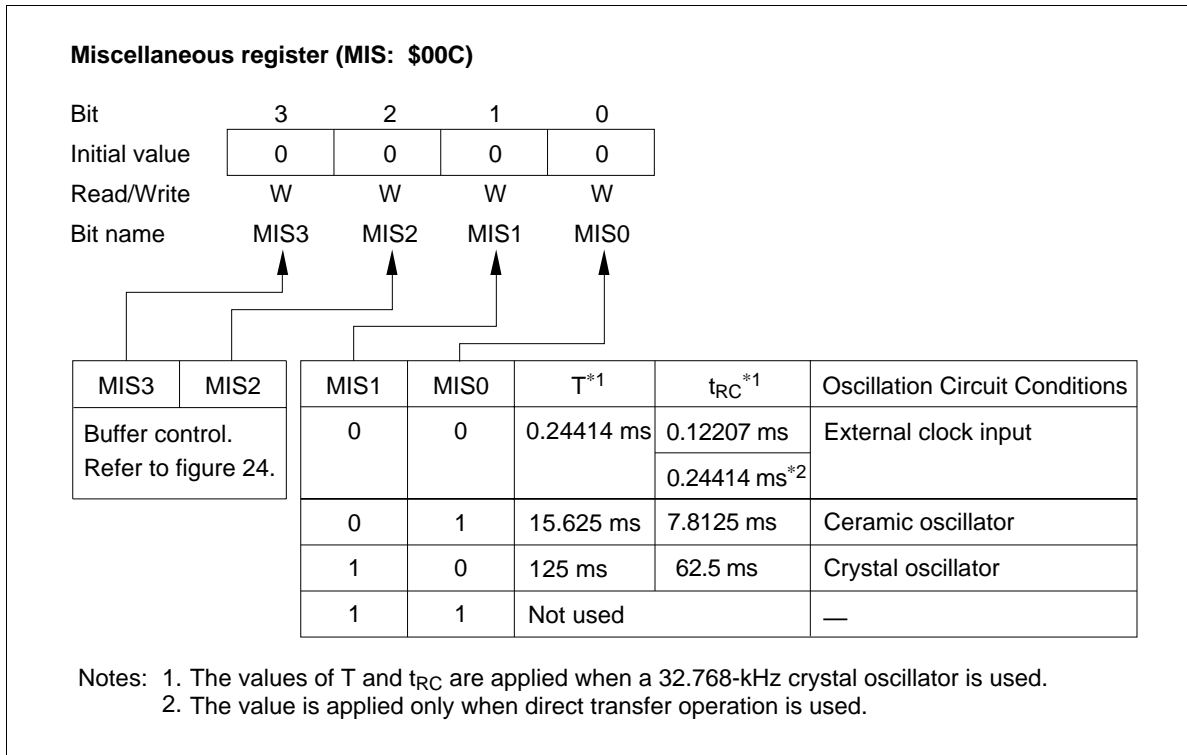 Miscellaneous register (MIS: $00C)
Bit 3 2 1 0
Initial value 0 0 0 0
Read/Write W W W W
Bit name MIS3 MIS2 MIS1 MIS0
MIS3 MIS2
Buffer control.
Refer to figure 24.
MIS1 MIS0 T*1 tRC*1 Oscillation Circuit Conditions
0 0 0.24414 ms 0.12207 ms External clock input
0.24414 ms*2
0 1 15.625 ms 7.8125 ms Ceramic oscillator
1 0 125 ms 62.5 ms Crystal oscillator
1 1 Not used —
Notes: 1. The values of T and tRC are applied when a 32.768-kHz crystal oscillator is used.
2. The value is applied only when direct transfer operation is used.